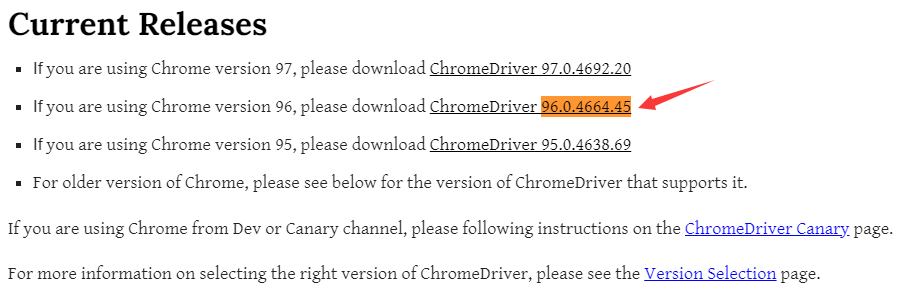 Current Releases
If you are using Chrome version 97, please download ChromeDriver 97.0.4692.20
If you are using Chrome version 96, please download ChromeDriver 96.0.4664.45
If you are using Chrome version 95, please download ChromeDriver 95.0.4638.69
For older version of Chrome, please see below for the version of ChromeDriver that supports it.
If you are using Chrome from Dev or Canary channel, please following instructions on the ChromeDriver Canary page.
For more information on selecting the right version of ChromeDriver, please see the Version Selection page.